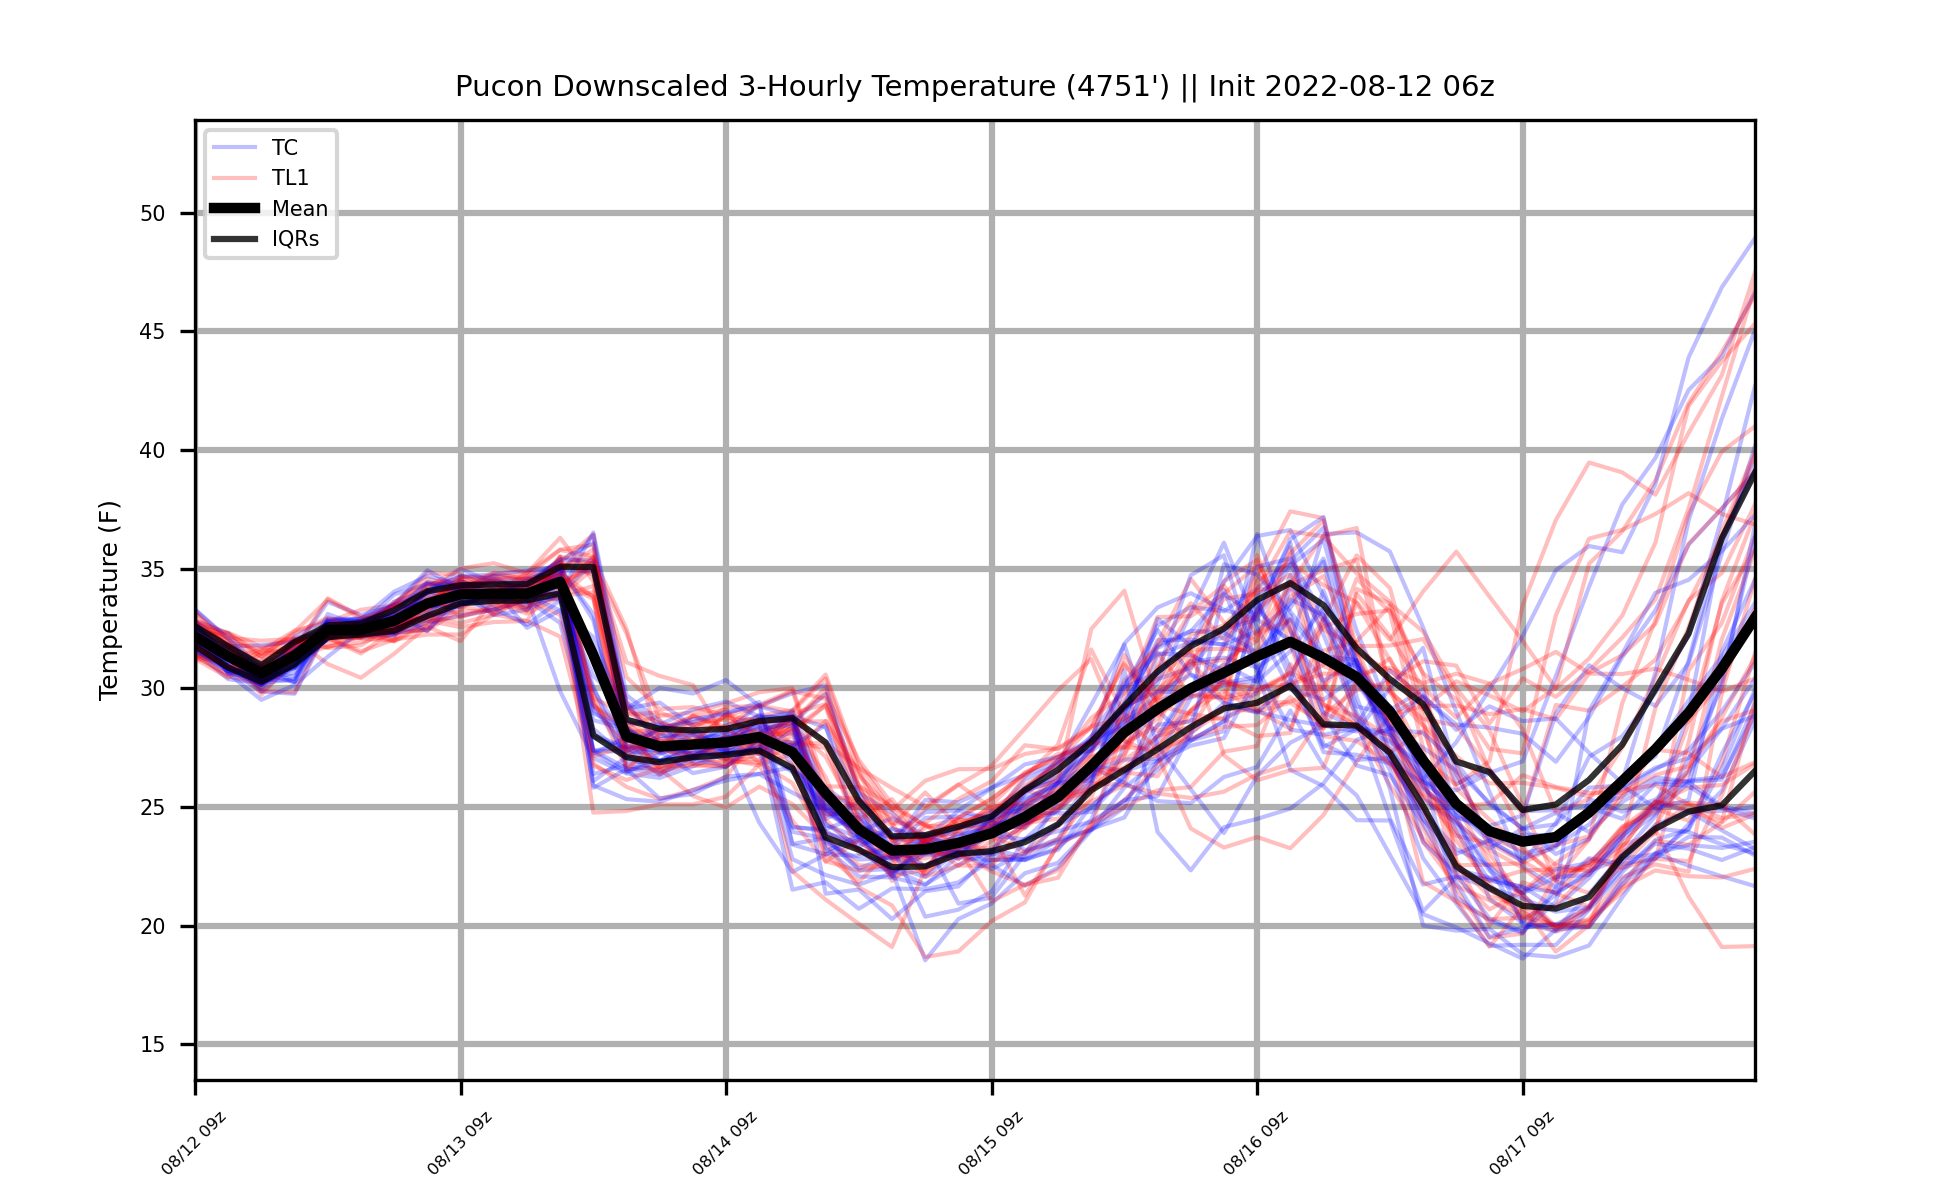 Pucon Downscaled 3-Hourly Temperature (4751') || Init 2022-08-12 06z
TC
TL1
Mean
IQRs
Temperature (F)
50
45
40
35
30
25
20
15
08/12 09z
08/13 09z
08/14 09z
08/15 09z
08/16 09z
08/17 09z